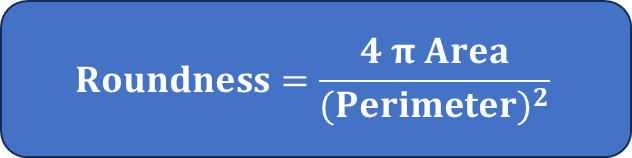 Roundness = 4 π Area / (Perimeter)²